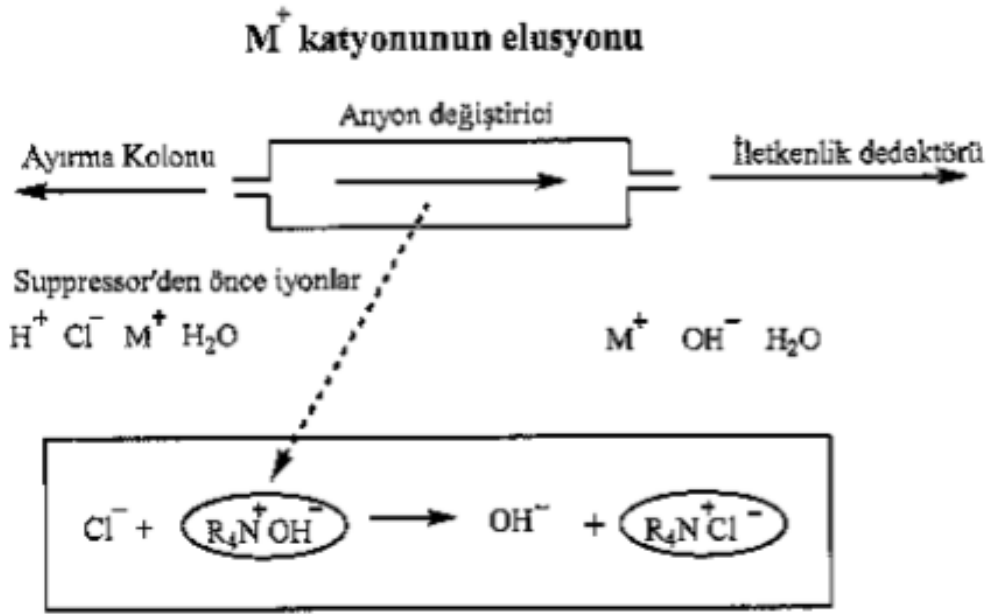 M⁺ katyonunun elusyonu
Anyon değiştirici
Ayırma Kolonu
İletkenlik dedektörü
Suppressor'den önce iyonlar
H⁺ Cl⁻ M⁺ H₂O
M⁺ OH⁻ H₂O
Cl⁻ + R₄N⁺OH⁻ → OH⁻ + R₄N⁺Cl⁻